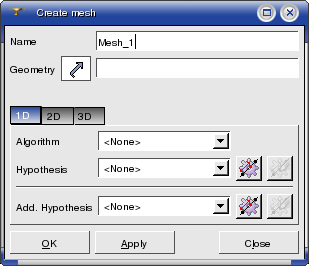 Create mesh
Name Mesh_1
Geometry
1D 2D 3D
Algorithm <None>
Hypothesis <None>
Add. Hypothesis <None>
OK Apply Close